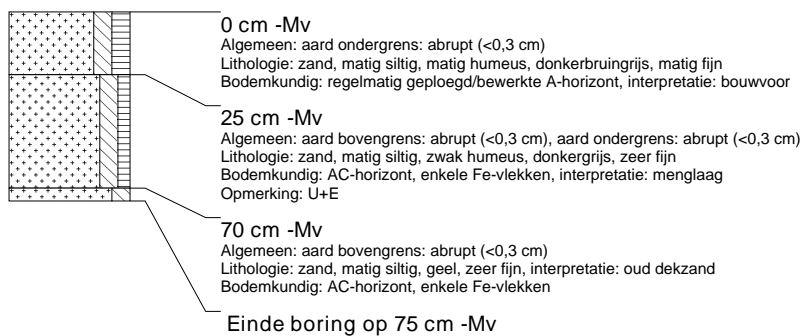 0 cm -Mv
Algemeen: aard ondergrens: abrupt (<0,3 cm)
Lithologie: zand, matig siltig, matig humeus, donkerbruingrijs, matig fijn
Bodemkundig: regelmatig geploegd/bewerkte A-horizont, interpretatie: bouwvoor
25 cm -Mv
Algemeen: aard bovengrens: abrupt (<0,3 cm), aard ondergrens: abrupt (<0,3 cm)
Lithologie: zand, matig siltig, zwak humeus, donkergrijs, zeer fijn
Bodemkundig: AC-horizont, enkele Fe-vlekken, interpretatie: menglaag
Opmerking: U+E
70 cm -Mv
Algemeen: aard bovengrens: abrupt (<0,3 cm)
Lithologie: zand, matig siltig, geel, zeer fijn, interpretatie: oud dekzand
Bodemkundig: AC-horizont, enkele Fe-vlekken
Einde boring op 75 cm -Mv